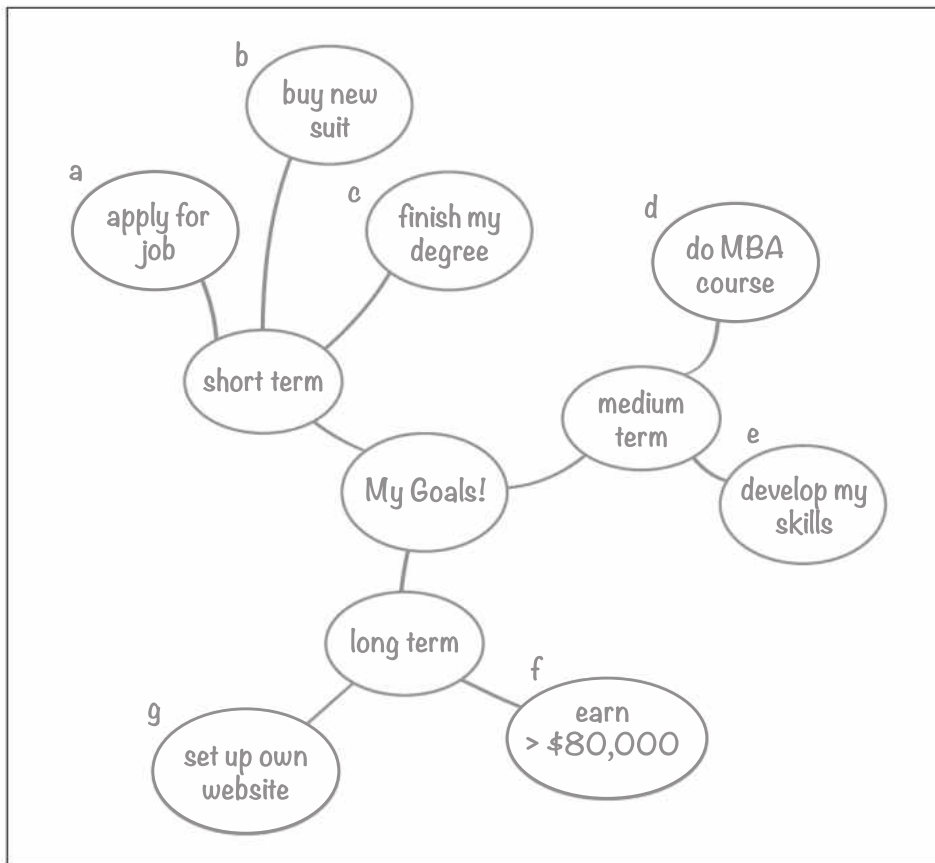 b
buy new
suit
a
apply for
job
c
finish my
degree
d
do MBA
course
short term
medium
term
e
develop my
skills
My Goals!
long term
f
earn
> $80,000
g
set up own
website